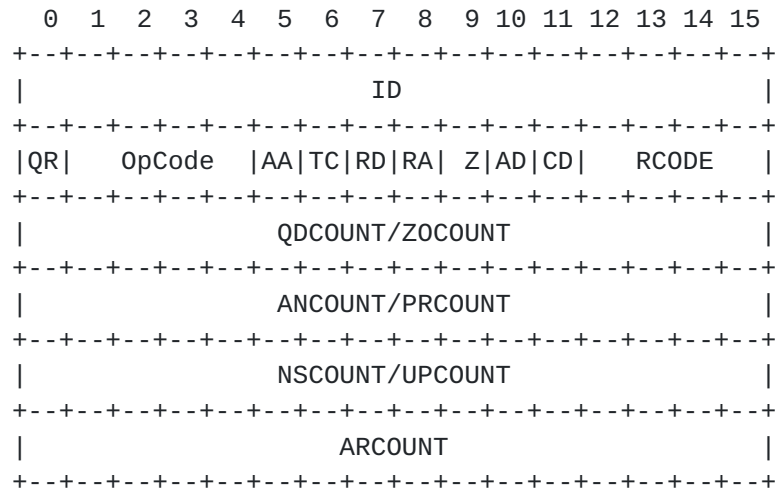 0  1  2  3  4  5  6  7  8  9 10 11 12 13 14 15
+--+--+--+--+--+--+--+--+--+--+--+--+--+--+--+--+
|                      ID                       |
+--+--+--+--+--+--+--+--+--+--+--+--+--+--+--+--+
|QR|   OpCode  |AA|TC|RD|RA| Z|AD|CD|   RCODE   |
+--+--+--+--+--+--+--+--+--+--+--+--+--+--+--+--+
|                QDCOUNT/ZOCOUNT                |
+--+--+--+--+--+--+--+--+--+--+--+--+--+--+--+--+
|                ANCOUNT/PRCOUNT                |
+--+--+--+--+--+--+--+--+--+--+--+--+--+--+--+--+
|                NSCOUNT/UPCOUNT                |
+--+--+--+--+--+--+--+--+--+--+--+--+--+--+--+--+
|                    ARCOUNT                    |
+--+--+--+--+--+--+--+--+--+--+--+--+--+--+--+--+